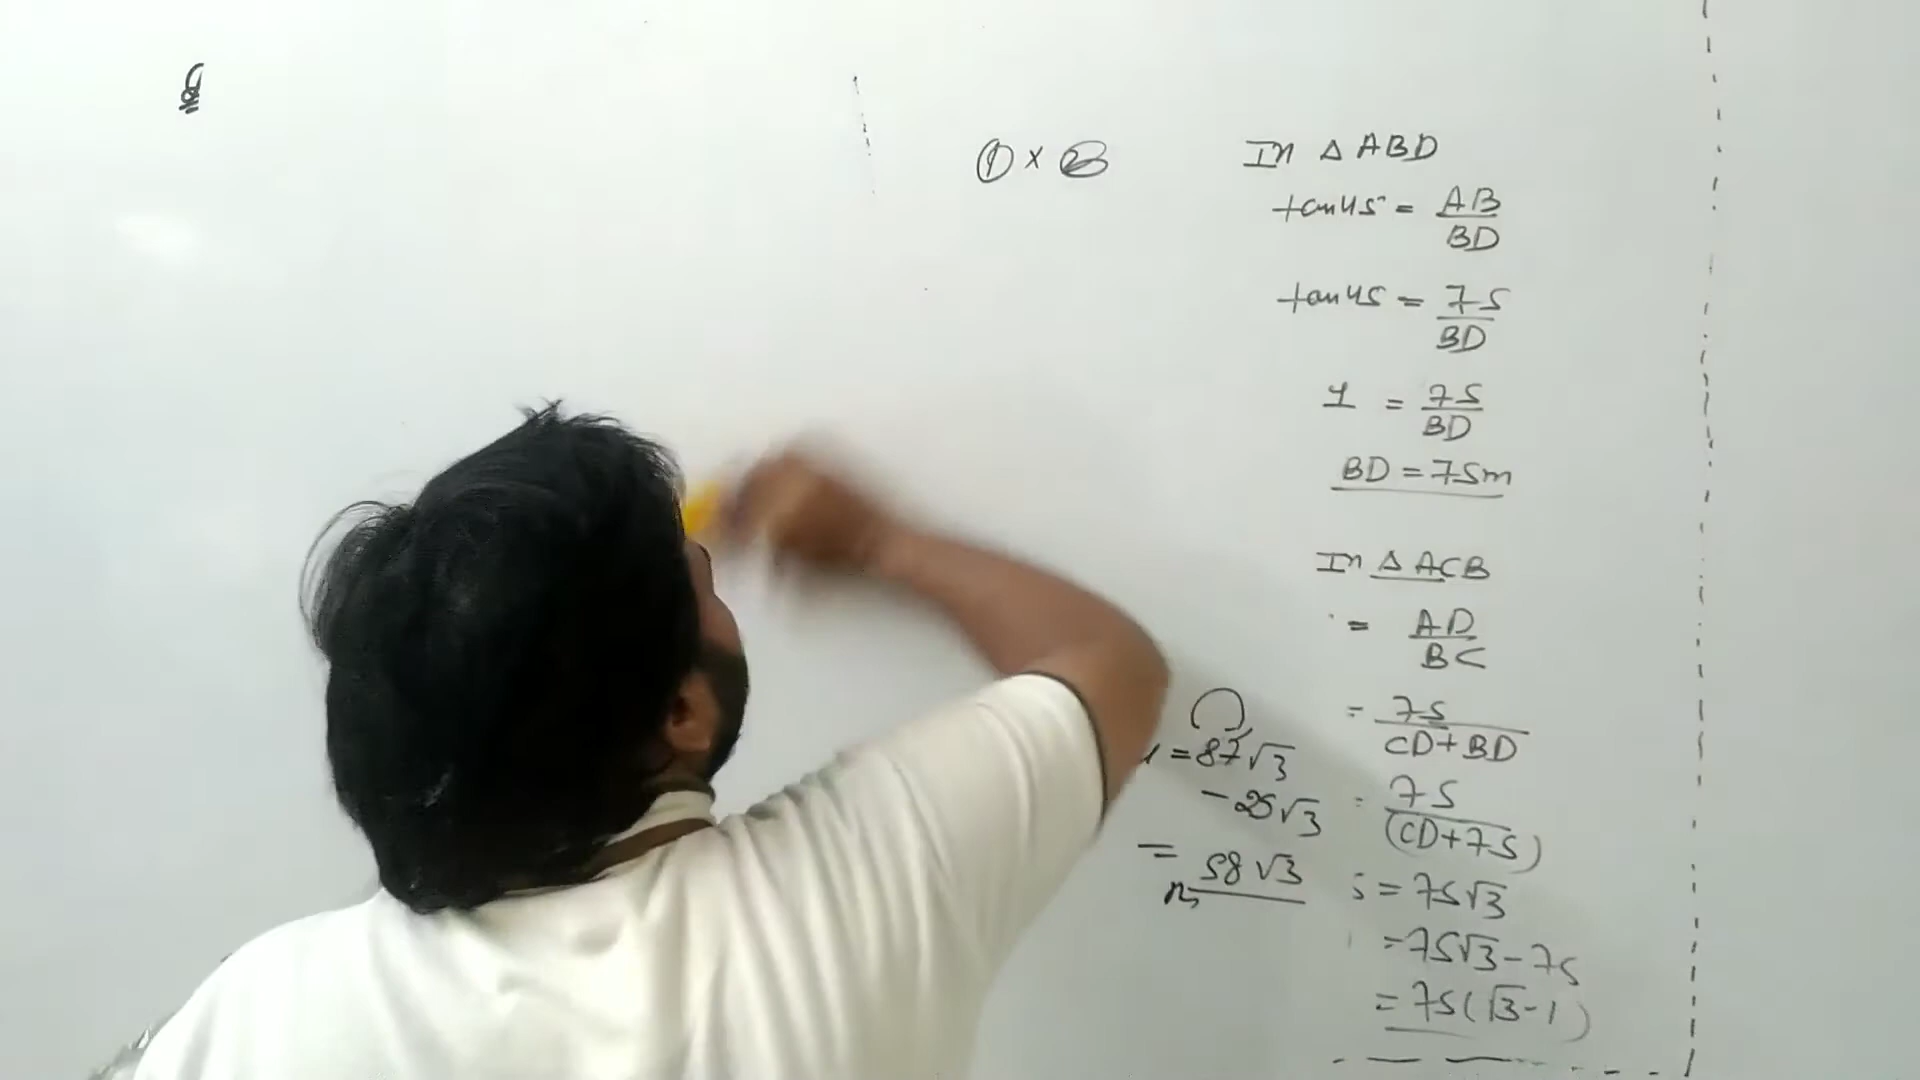 ① ×
In Δ ABD
tan45° = AB/BD
tan45 = 75/BD
1 = 75/BD
BD = 75m
In Δ ACB
= AD/BC
= 75/CD+BD
= 75/(CD+75)
= 75√3
= 75√3 - 75
= 75(√3-1)
= 87√3
- 25√3
= 58√3